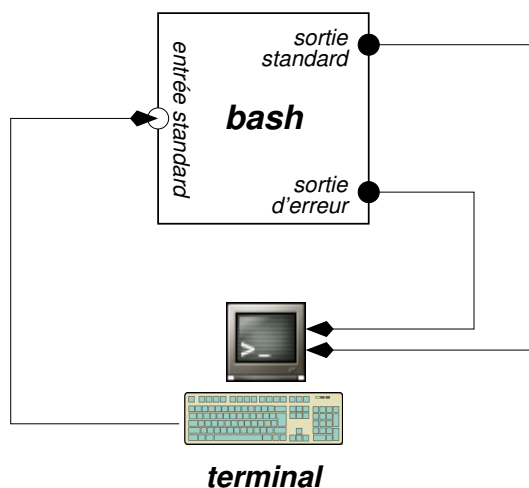 sortie
standard
entrée standard
bash
sortie
d'erreur
>_
terminal